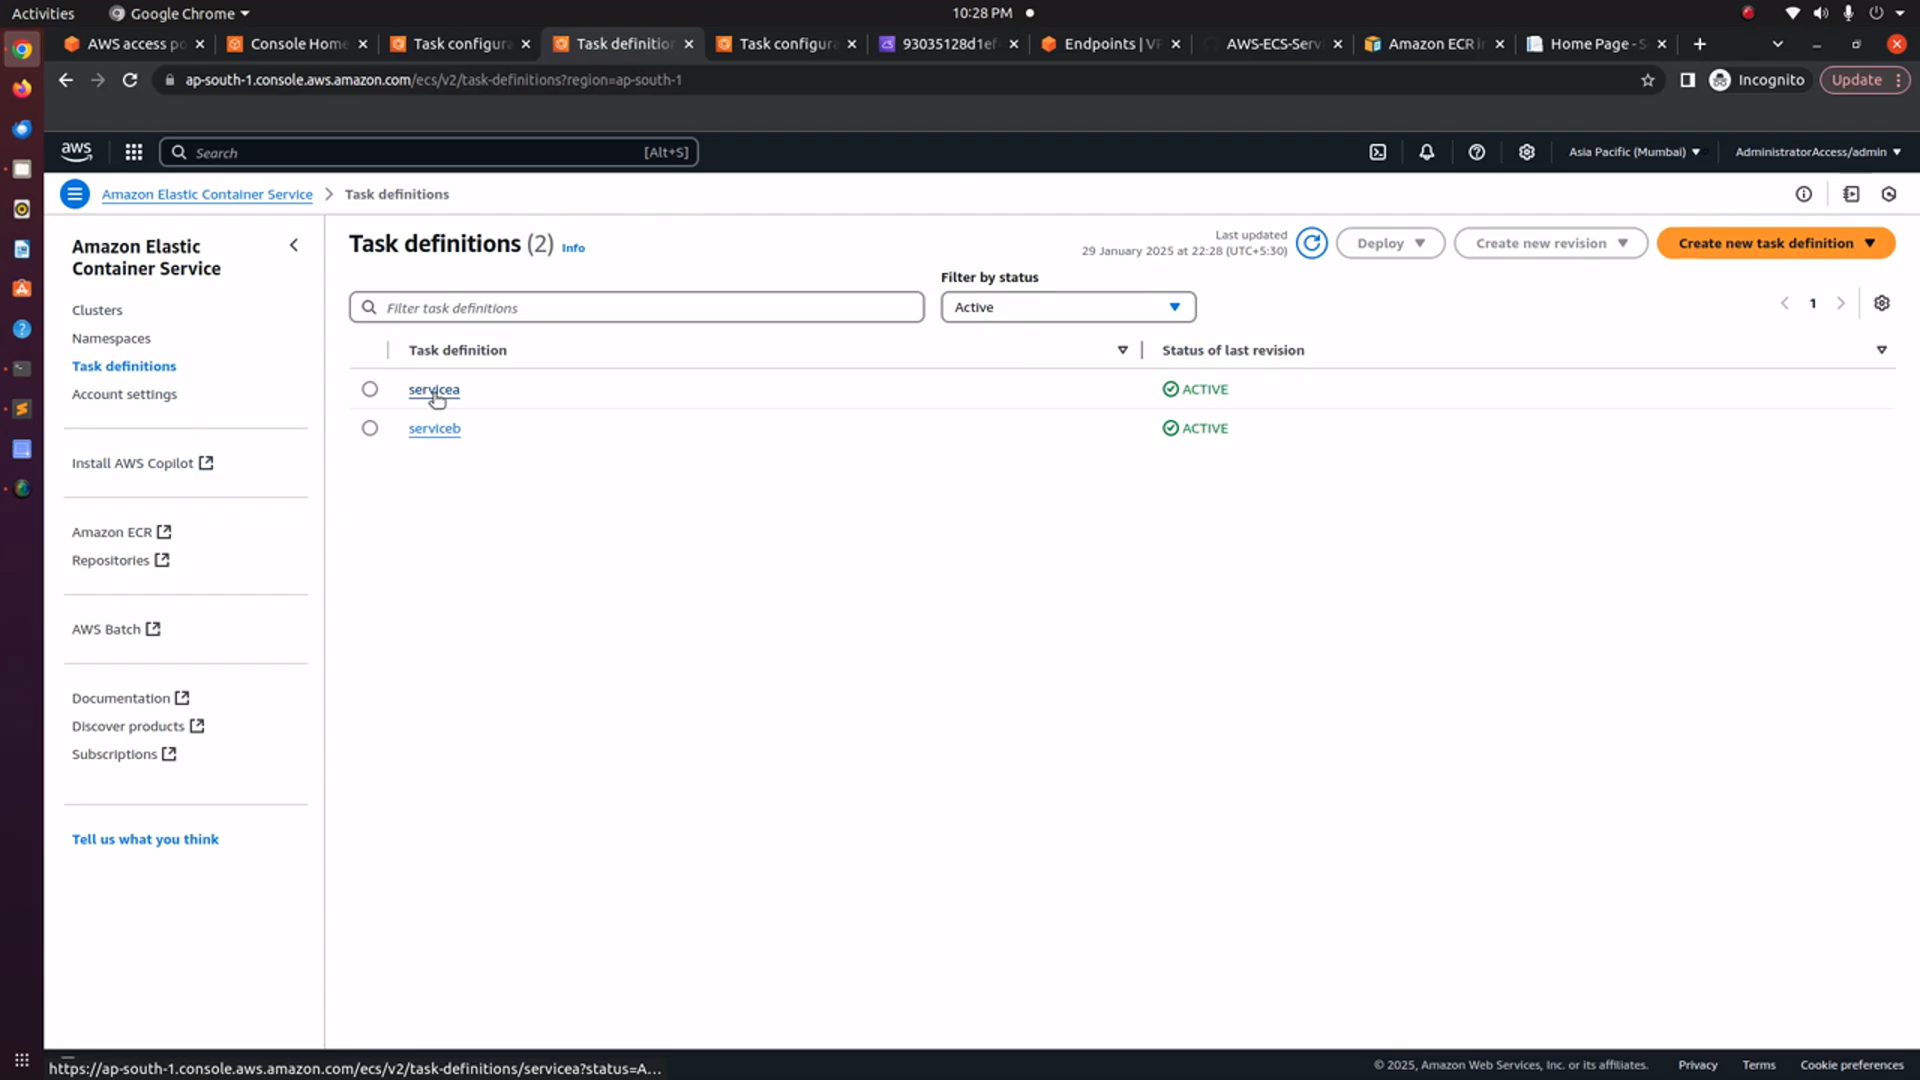 Activities
Google Chrome
10:28 PM
AWS access po
Console Home
Task configura
Task definitio
Task configura
93035128d1ef
Endpoints | VP
AWS-ECS-Serv
Amazon ECR i
Home Page - S
ap-south-1.console.aws.amazon.com/ecs/v2/task-definitions?region=ap-south-1
Incognito
Update
aws
Search
[Alt+S]
Asia Pacific (Mumbai)
AdministratorAccess/admin
Amazon Elastic Container Service
Task definitions
Amazon Elastic
Container Service
Clusters
Namespaces
Task definitions
Account settings
Install AWS Copilot
Amazon ECR
Repositories
AWS Batch
Documentation
Discover products
Subscriptions
Tell us what you think
Task definitions (2) Info
Last updated
29 January 2025 at 22:28 (UTC+5:30)
Deploy
Create new revision
Create new task definition
Filter task definitions
Filter by status
Active
1
Task definition
Status of last revision
servicea
ACTIVE
serviceb
ACTIVE
https://ap-south-1.console.aws.amazon.com/ecs/v2/task-definitions/servicea?status=A...
© 2025, Amazon Web Services, Inc. or its affiliates.
Privacy
Terms
Cookie preferences